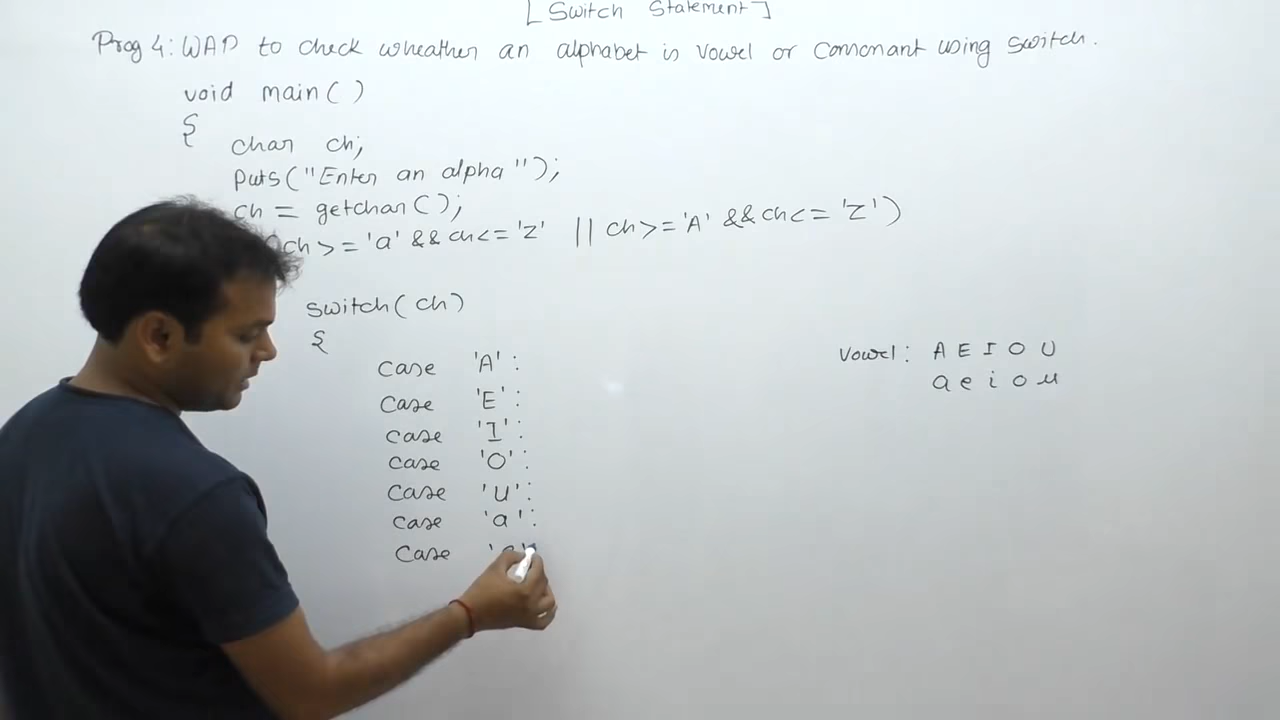 [ Switch Statement ]
Prog 4: WAP to check wheather an alphabet is vowel or consonant using switch.
void main( )
{
char ch;
puts("Enter an alpha");
ch = getchar( );
(ch >= 'a' && ch <= 'z' || ch >= 'A' && ch <= 'Z')
switch( ch )
{
case 'A' :
case 'E' :
case 'I' :
case 'O' :
case 'U' :
case 'a' :
case
Vowel : A E I O U
a e i o u